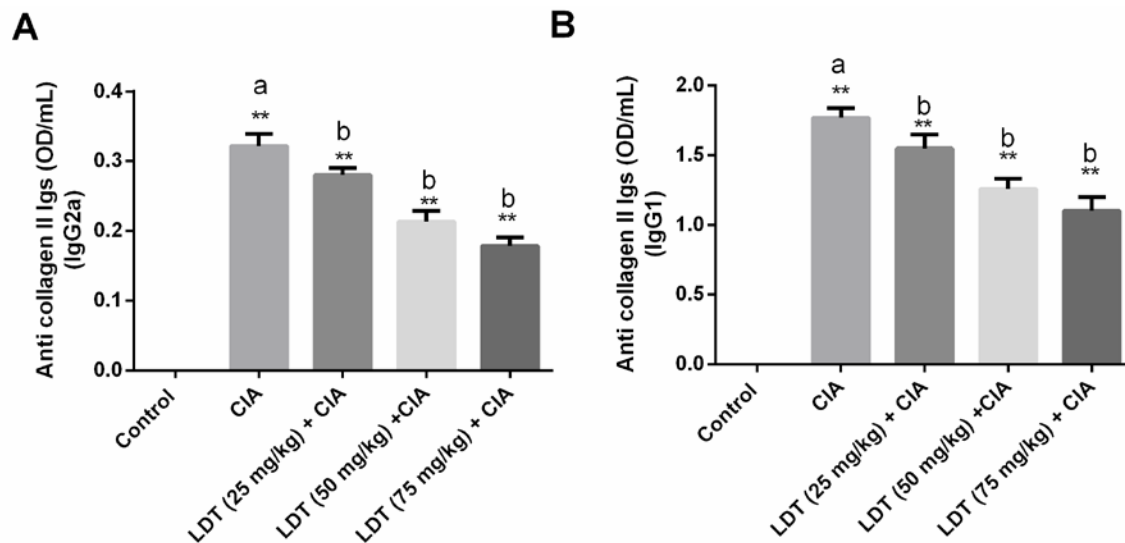 A
Anti collagen II Igs (OD/mL)
(IgG2a)
0.4
0.3
0.2
0.1
0.0
a
**
b
**
b
**
b
**
Control
CIA
LDT (25 mg/kg) + CIA
LDT (50 mg/kg) +CIA
LDT (75 mg/kg) + CIA
B
Anti collagen II Igs (OD/mL)
(IgG1)
2.0
1.5
1.0
0.5
0.0
a
**
b
**
b
**
b
**
Control
CIA
LDT (25 mg/kg) + CIA
LDT (50 mg/kg) +CIA
LDT (75 mg/kg) + CIA